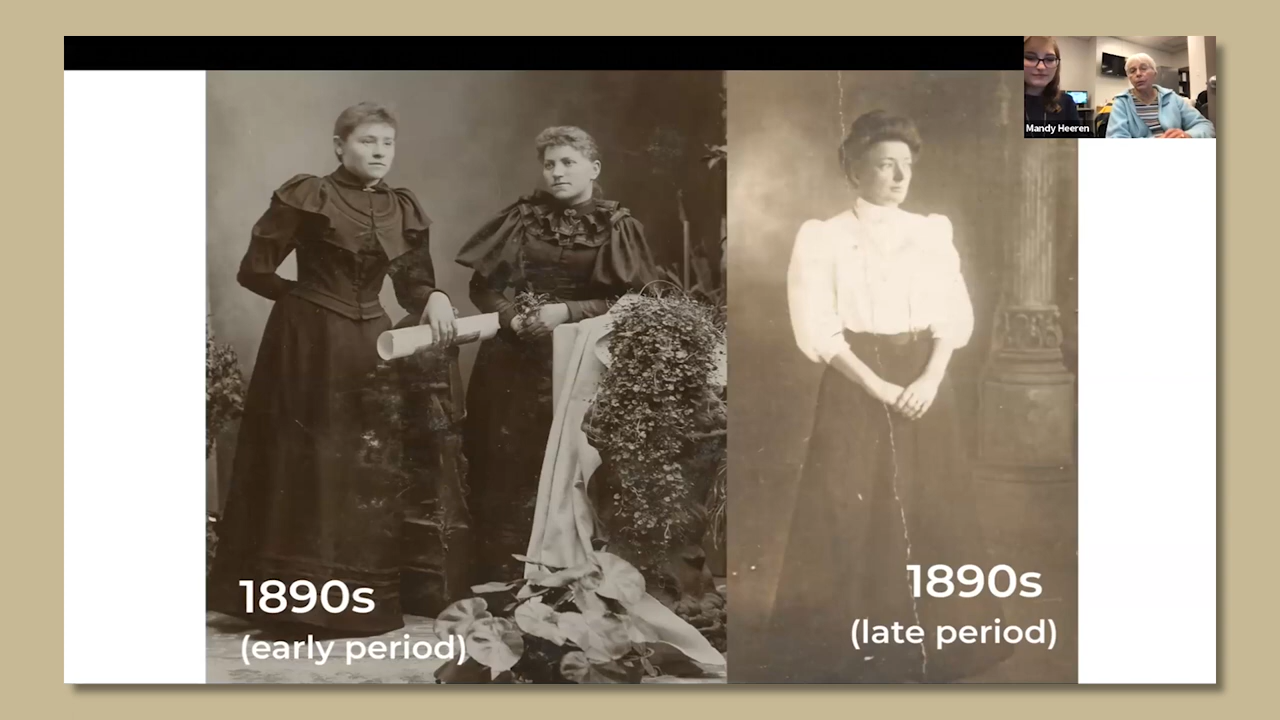 Mandy Heeren
1890s
(early period)
1890s
(late period)